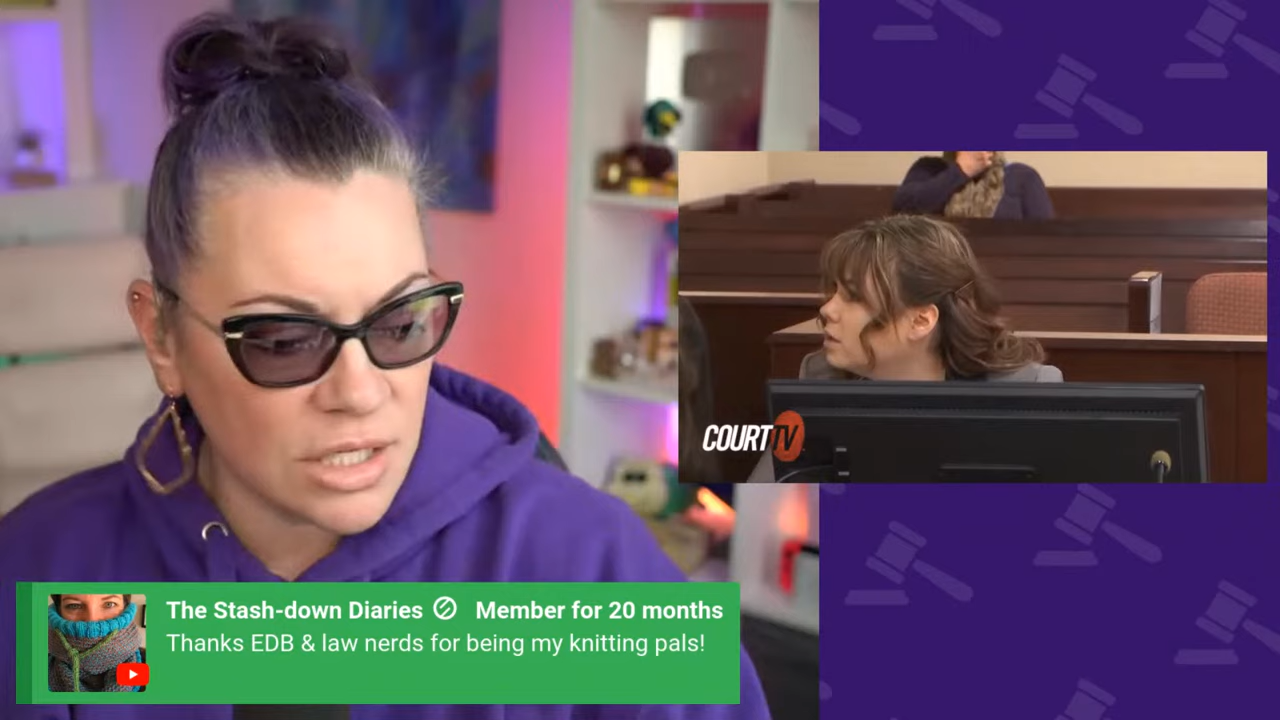 COURT TV
The Stash-down Diaries Member for 20 months
Thanks EDB & law nerds for being my knitting pals!